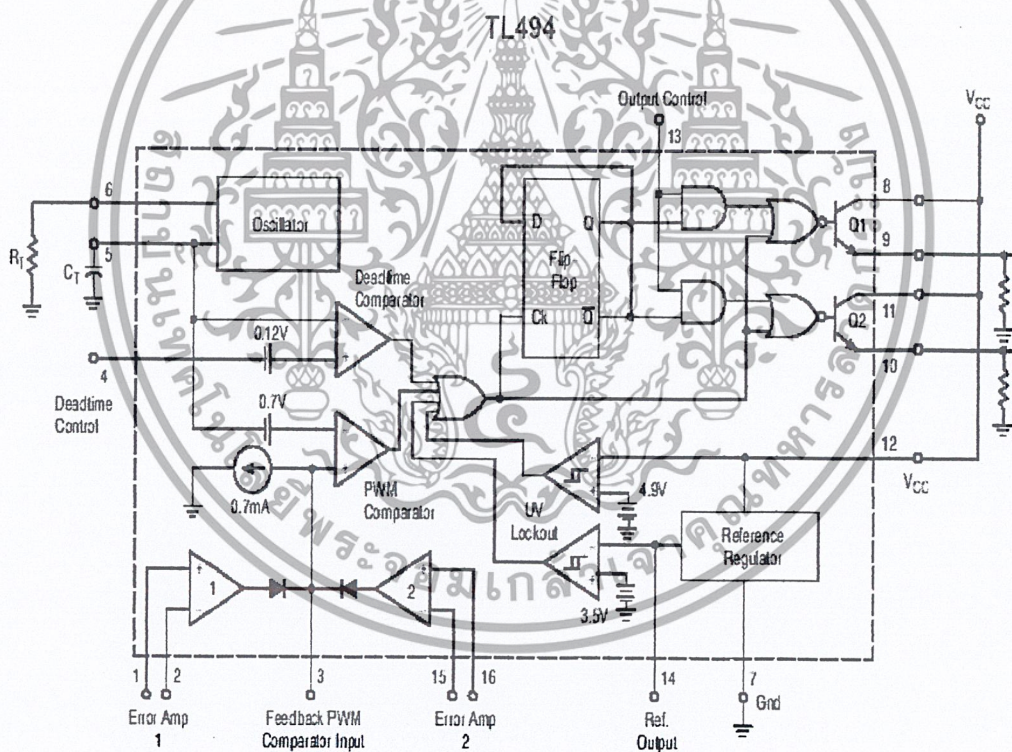 TL494
Output Control
13
VCC
6
8
Oscillator
D
Q
Q1
RT
5
CT
9
Flip-
Flop
Deadtime
Comparator
0.12V
Ck
Q
Q2
11
4
10
Deadtime
Control
0.7V
12
VCC
0.7mA
PWM
Comparator
4.9V
UV
Lockout
Reference
Regulator
1
2
3.5V
1
2
3
15
16
14
7
Gnd
Error Amp
1
Feedback PWM
Comparator Input
Error Amp
2
Ref.
Output